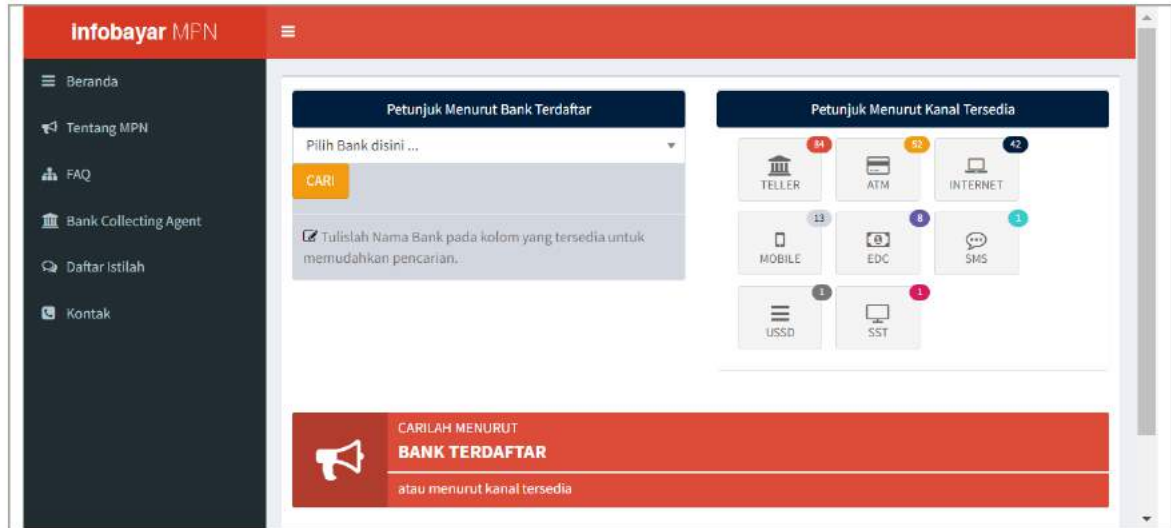 infobayar MPN
Beranda
Tentang MPN
FAQ
Bank Collecting Agent
Daftar Istilah
Kontak
Petunjuk Menurut Bank Terdaftar
Pilih Bank disini ...
CARI
Tulislah Nama Bank pada kolom yang tersedia untuk
memudahkan pencarian.
Petunjuk Menurut Kanal Tersedia
84
TELLER
52
ATM
42
INTERNET
13
MOBILE
8
EDC
1
SMS
1
USSD
1
SST
CARILAH MENURUT
BANK TERDAFTAR
atau menurut kanal tersedia